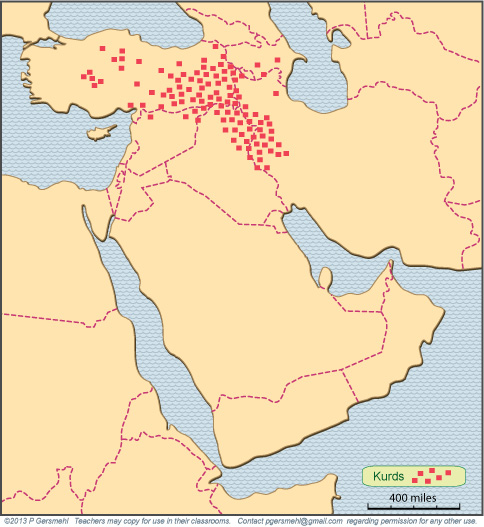 Kurds
400 miles
©2013 P Gersmehl Teachers may copy for use in their classrooms. Contact pgersmehl@gmail.com regarding permission for any other use.